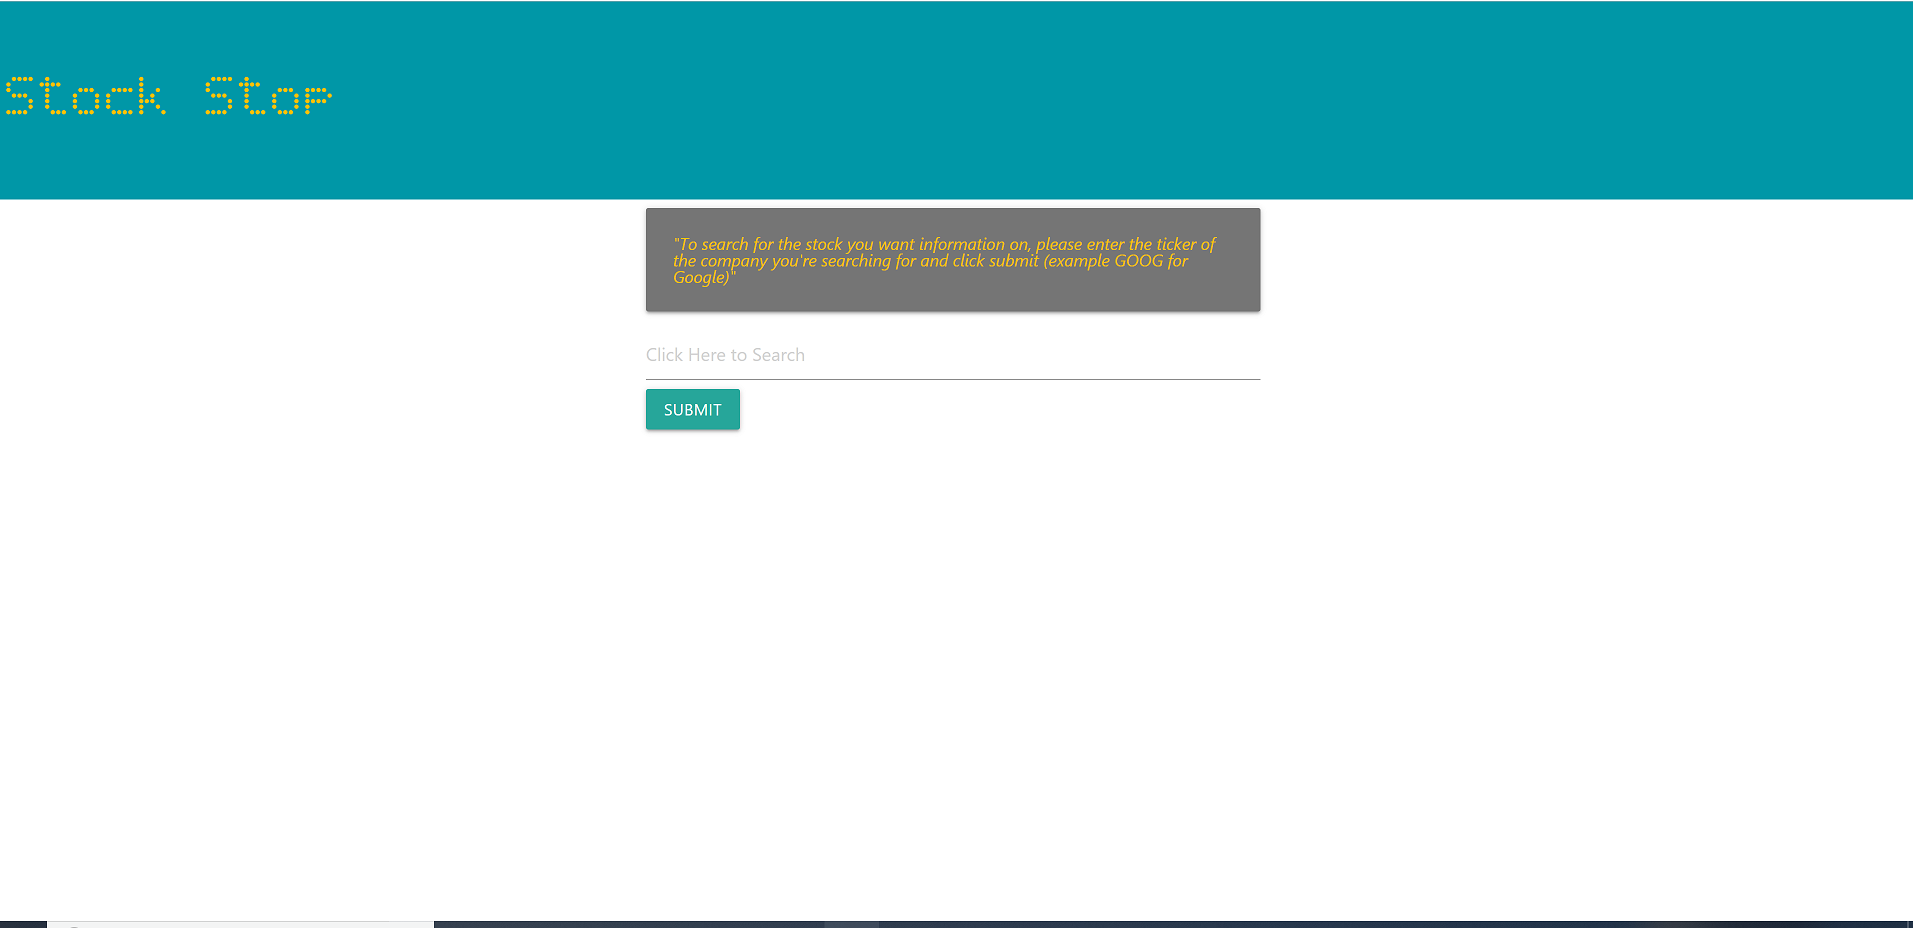 Stock Stop
"To search for the stock you want information on, please enter the ticker of
the company you're searching for and click submit (example GOOG for
Google)"
Click Here to Search
SUBMIT